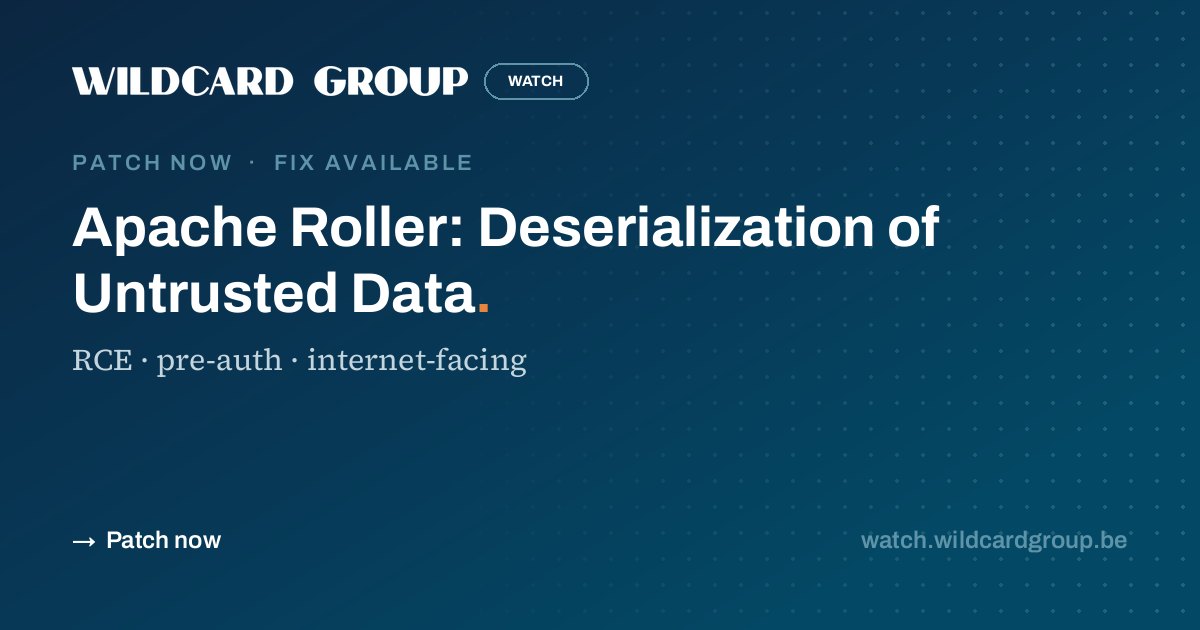 WILDCARD GROUP WATCH
PATCH NOW · FIX AVAILABLE
Apache Roller: Deserialization of
Untrusted Data.
RCE · pre-auth · internet-facing
→ Patch now
watch.wildcardgroup.be